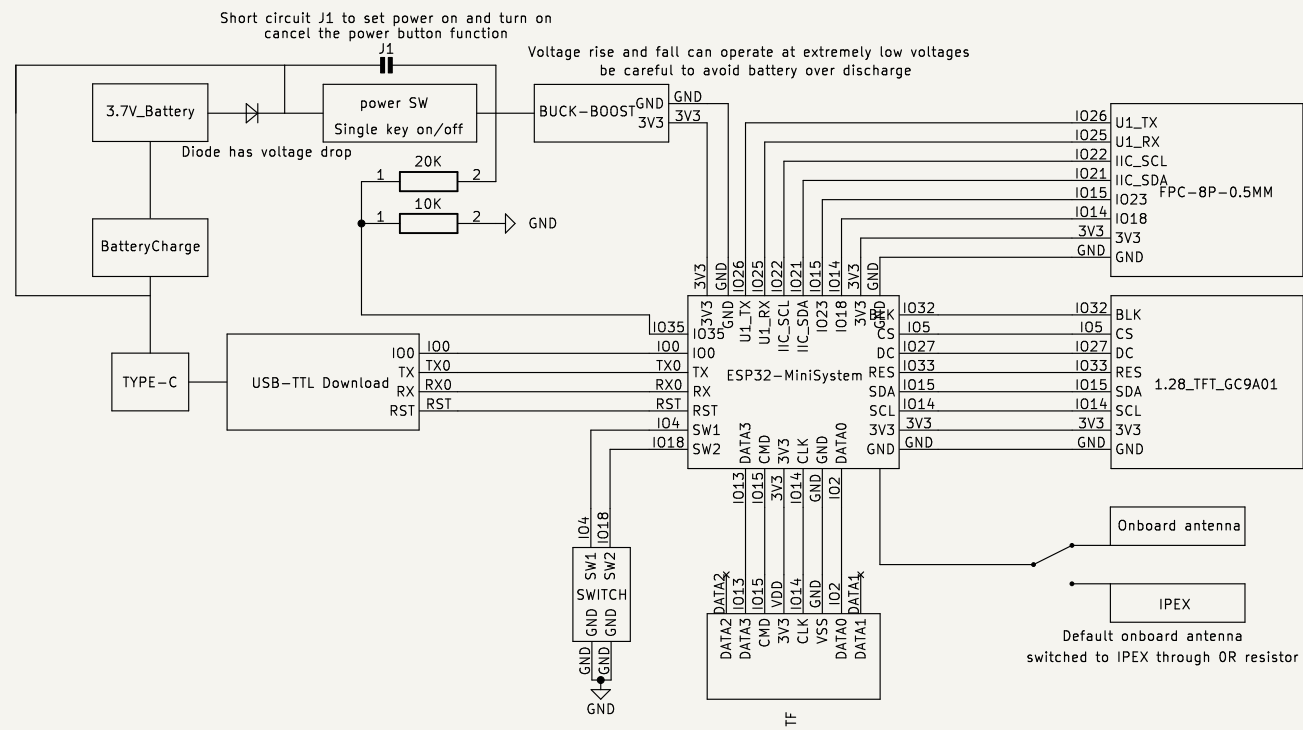 Short circuit J1 to set power on and turn on
cancel the power button function
J1
Voltage rise and fall can operate at extremely low voltages
be careful to avoid battery over discharge
3.7V_Battery
power SW
Single key on/off
BUCK-BOOST
GND
3V3
GND
3V3
Diode has voltage drop
20K
1
2
10K
1
2
GND
BatteryCharge
TYPE-C
USB-TTL Download
IO0
TX
RX
RST
IO0
TX0
RX0
RST
IO35
IO0
TX0
RX0
RST
IO4
IO18
IO35
IO0
TX
RX
RST
SW1
SW2
ESP32-MiniSystem
3V3
GND
IO26
IO25
IO22
IO21
IO15
IO14
3V3
GND
3V3
GND
U1_TX
U1_RX
IIC_SCL
IIC_SDA
IO23
IO18
3V3
GND
IO26
IO25
IO22
IO21
IO15
IO14
3V3
GND
U1_TX
U1_RX
IIC_SCL
IIC_SDA
IO23
IO18
3V3
GND
FPC-8P-0.5MM
BLK
CS
DC
RES
SDA
SCL
3V3
GND
IO32
IO5
IO27
IO33
IO15
IO14
3V3
GND
IO32
IO5
IO27
IO33
IO15
IO14
3V3
GND
BLK
CS
DC
RES
SDA
SCL
3V3
GND
1.28_TFT_GC9A01
DATA3
CMD
3V3
CLK
GND
DATA0
IO13
IO15
3V3
IO14
GND
IO2
DATA2
IO13
IO15
VDD
IO14
GND
IO2
DATA1
DATA2
DATA3
CMD
3V3
CLK
VSS
DATA0
DATA1
TF
IO4
IO18
SW1
SW2
SWITCH
GND
GND
GND
GND
GND
Onboard antenna
IPEX
Default onboard antenna
switched to IPEX through 0R resistor